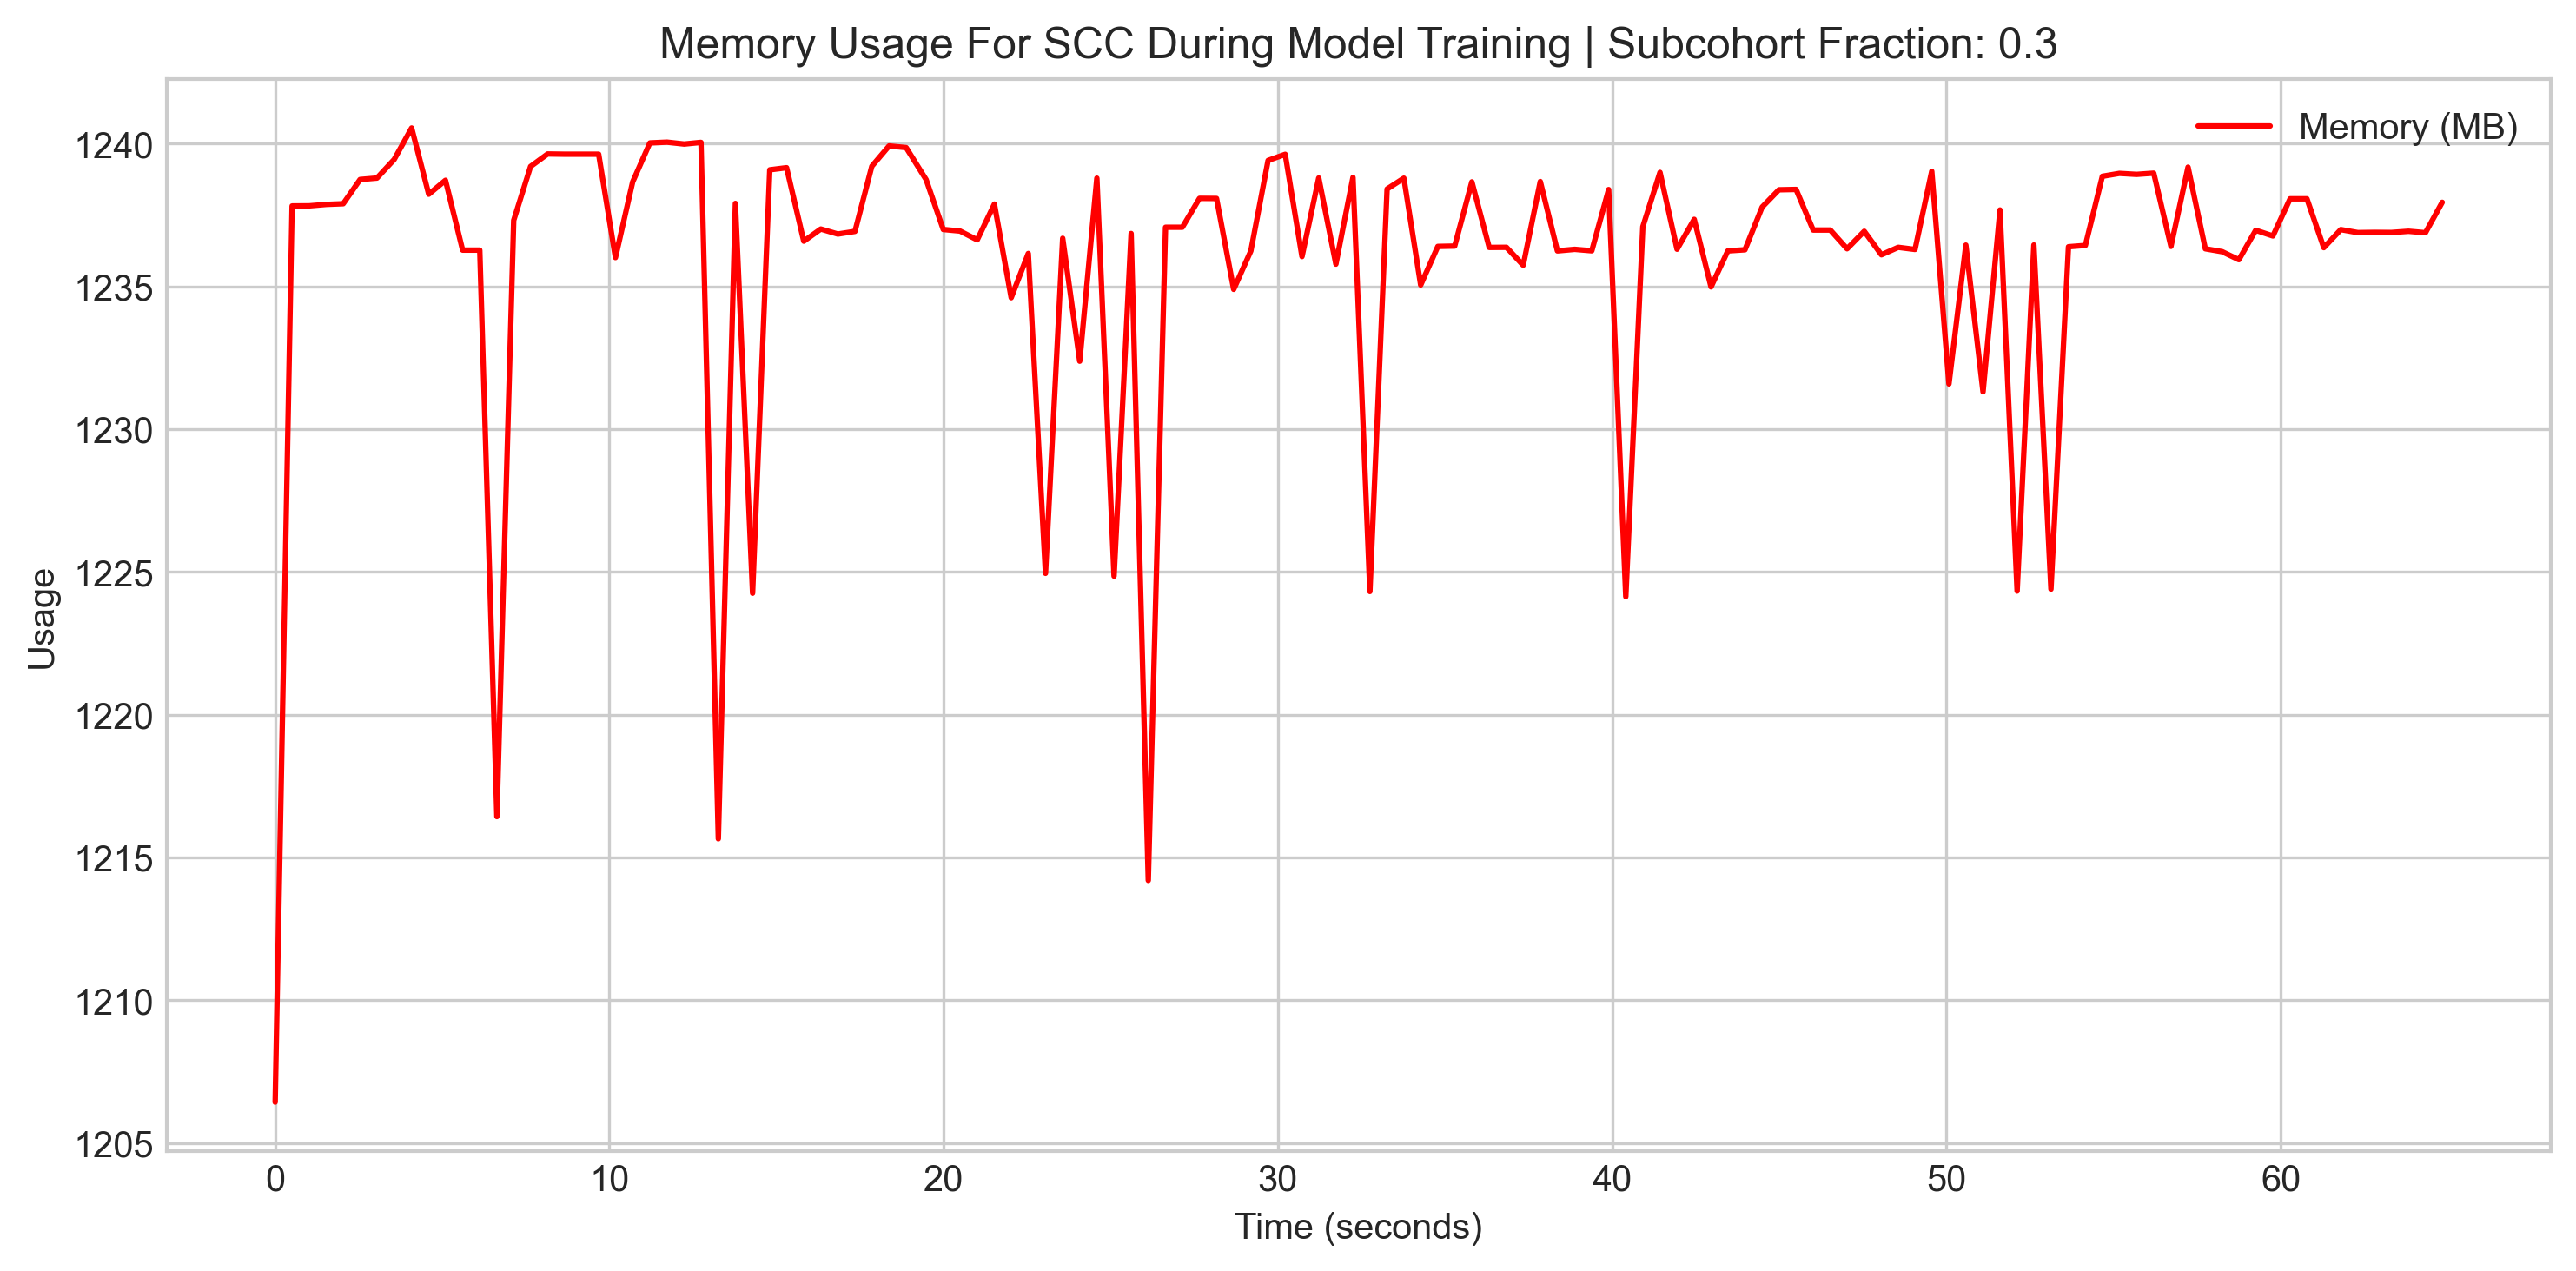 Memory Usage For SCC During Model Training | Subcohort Fraction: 0.3
Memory (MB)
1240
1235
1230
1225
1220
1215
1210
1205
Usage
0 10 20 30 40 50 60
Time (seconds)